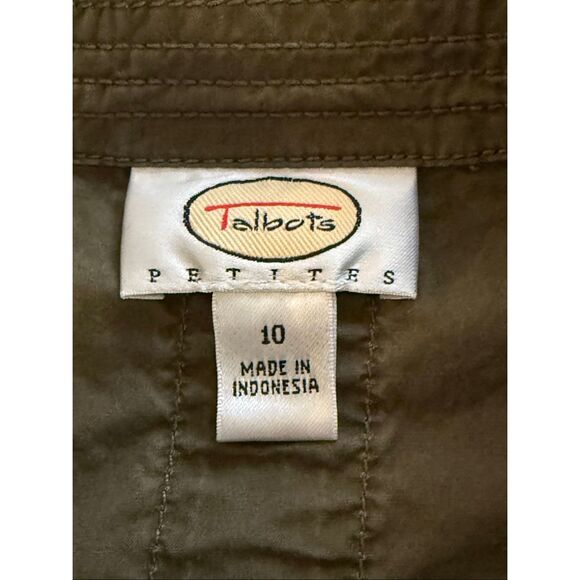 Talbots
PETITES
10
MADE IN
INDONESIA